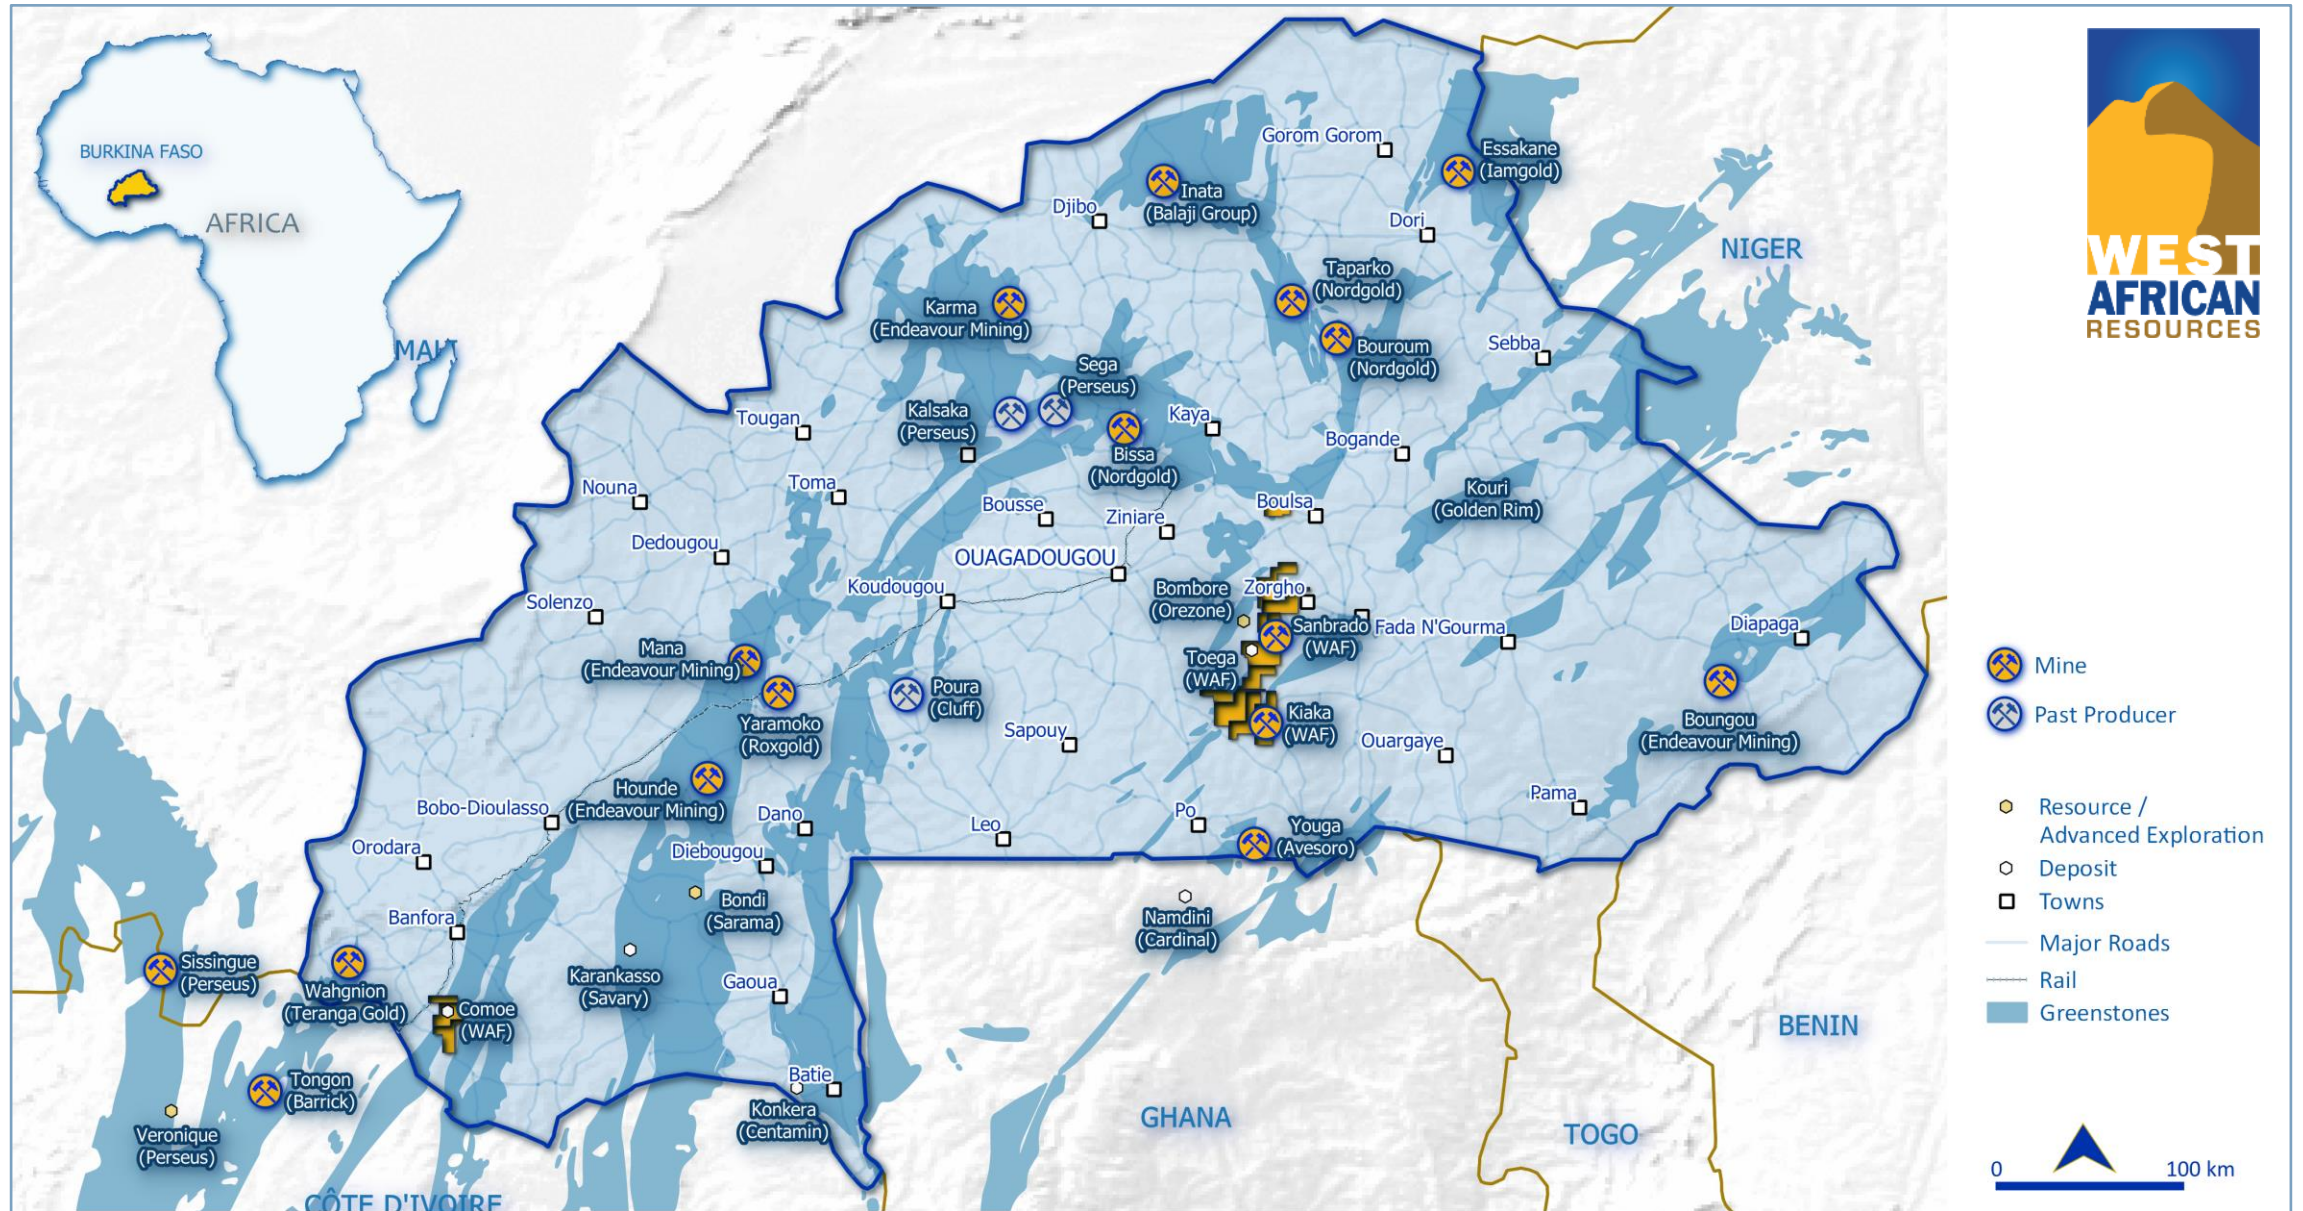 BURKINA FASO
AFRICA
MALI
NIGER
BENIN
TOGO
GHANA
CÔTE D'IVOIRE
Gorom Gorom
Essakane
(Iamgold)
Inata
(Balaji Group)
Djibo
Dori
Taparko
(Nordgold)
Karma
(Endeavour Mining)
Bouroum
(Nordgold)
Sebba
Sega
(Perseus)
Kalsaka
(Perseus)
Kaya
Tougan
Bissa
(Nordgold)
Bogande
Nouna
Toma
Bousse
Ziniare
Boulsa
Kouri
(Golden Rim)
Dedougou
OUAGADOUGOU
Koudougou
Bombore
(Orezone)
Zorgho
Solenzo
Sanbrado
(WAF)
Fada N'Gourma
Diapaga
Mana
(Endeavour Mining)
Toega
(WAF)
Poura
(Cluff)
Yaramoko
(Roxgold)
Sapouy
Kiaka
(WAF)
Ouargaye
Boungou
(Endeavour Mining)
Hounde
(Endeavour Mining)
Bobo-Dioulasso
Dano
Leo
Po
Youga
(Avesoro)
Pama
Orodara
Diebougou
Bondi
(Sarama)
Banfora
Namdini
(Cardinal)
Sissingue
(Perseus)
Wahgnion
(Teranga Gold)
Karankasso
(Savary)
Gaoua
Comoe
(WAF)
Tongon
(Barrick)
Batie
Konkera
(Centamin)
Veronique
(Perseus)
WEST
AFRICAN
RESOURCES
Mine
Past Producer
Resource /
Advanced Exploration
Deposit
Towns
Major Roads
Rail
Greenstones
0 100 km